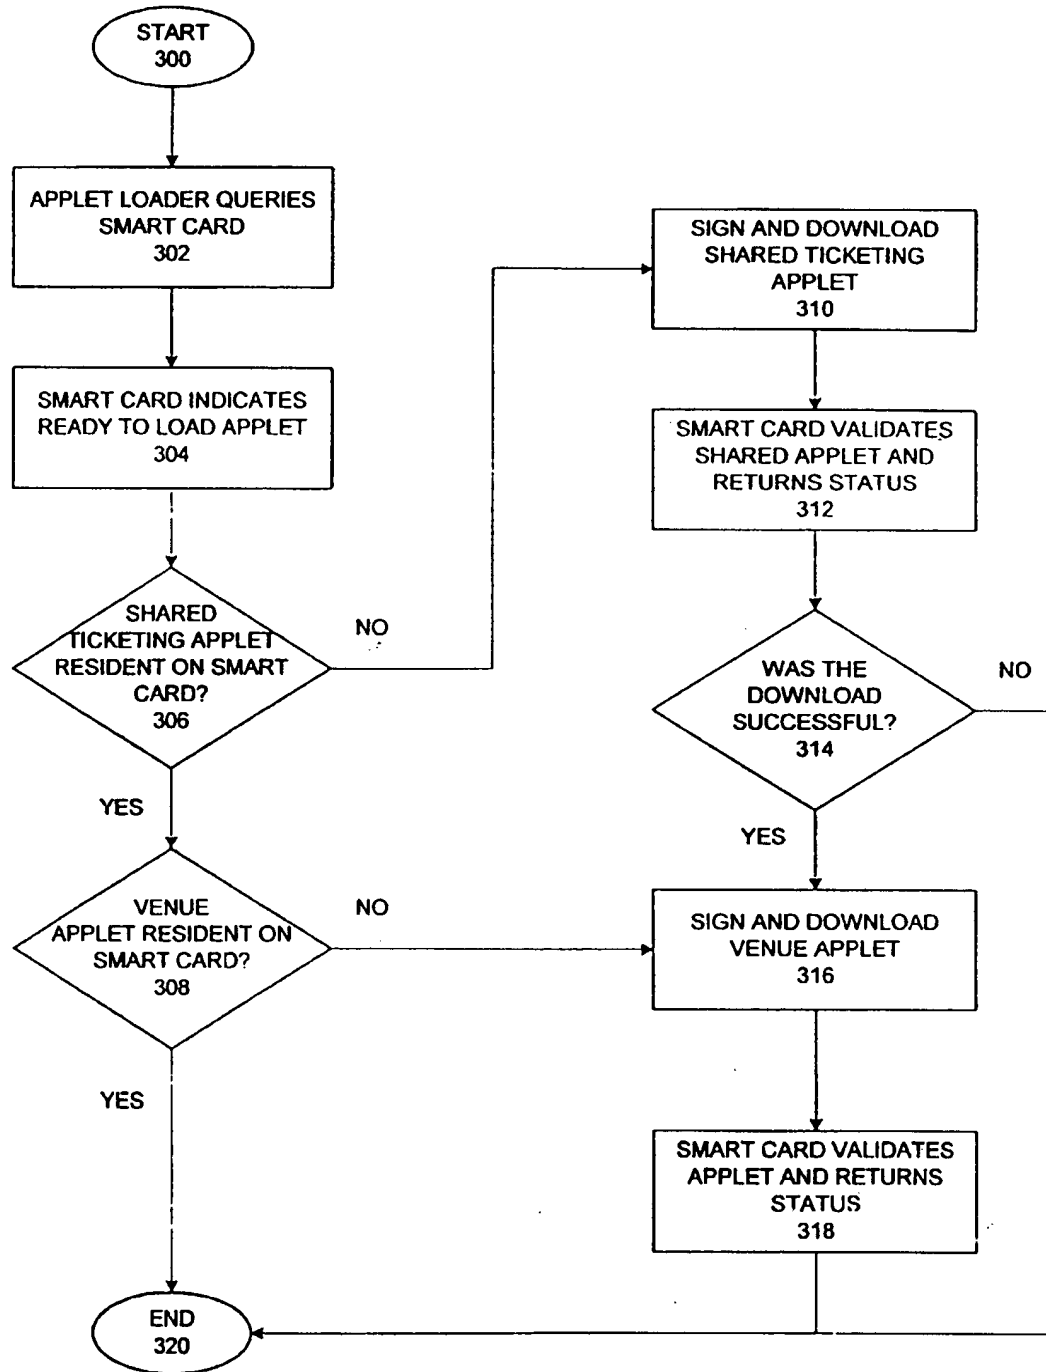 START
300
APPLET LOADER QUERIES
SMART CARD
302
SMART CARD INDICATES
READY TO LOAD APPLET
304
SHARED
TICKETING APPLET
RESIDENT ON SMART
CARD?
306
NO
YES
VENUE
APPLET RESIDENT ON
SMART CARD?
308
NO
YES
END
320
SIGN AND DOWNLOAD
SHARED TICKETING
APPLET
310
SMART CARD VALIDATES
SHARED APPLET AND
RETURNS STATUS
312
WAS THE
DOWNLOAD
SUCCESSFUL?
314
NO
YES
SIGN AND DOWNLOAD
VENUE APPLET
316
SMART CARD VALIDATES
APPLET AND RETURNS
STATUS
318